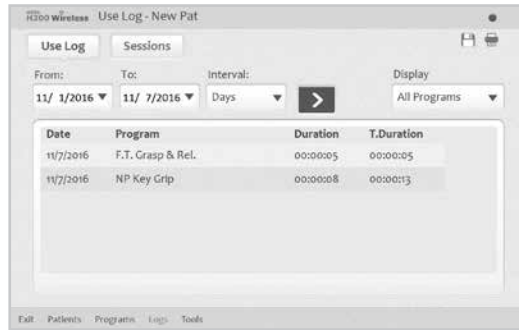 H200 Wireless Use Log - New Pat
Use Log Sessions
From: To: Interval: Display
11/ 1/2016 11/ 7/2016 Days All Programs
Date Program Duration T.Duration
11/7/2016 F.T. Grasp & Rel. 00:00:05 00:00:05
11/7/2016 NP Key Grip 00:00:08 00:00:13
Exit Patients Programs Logs Tools